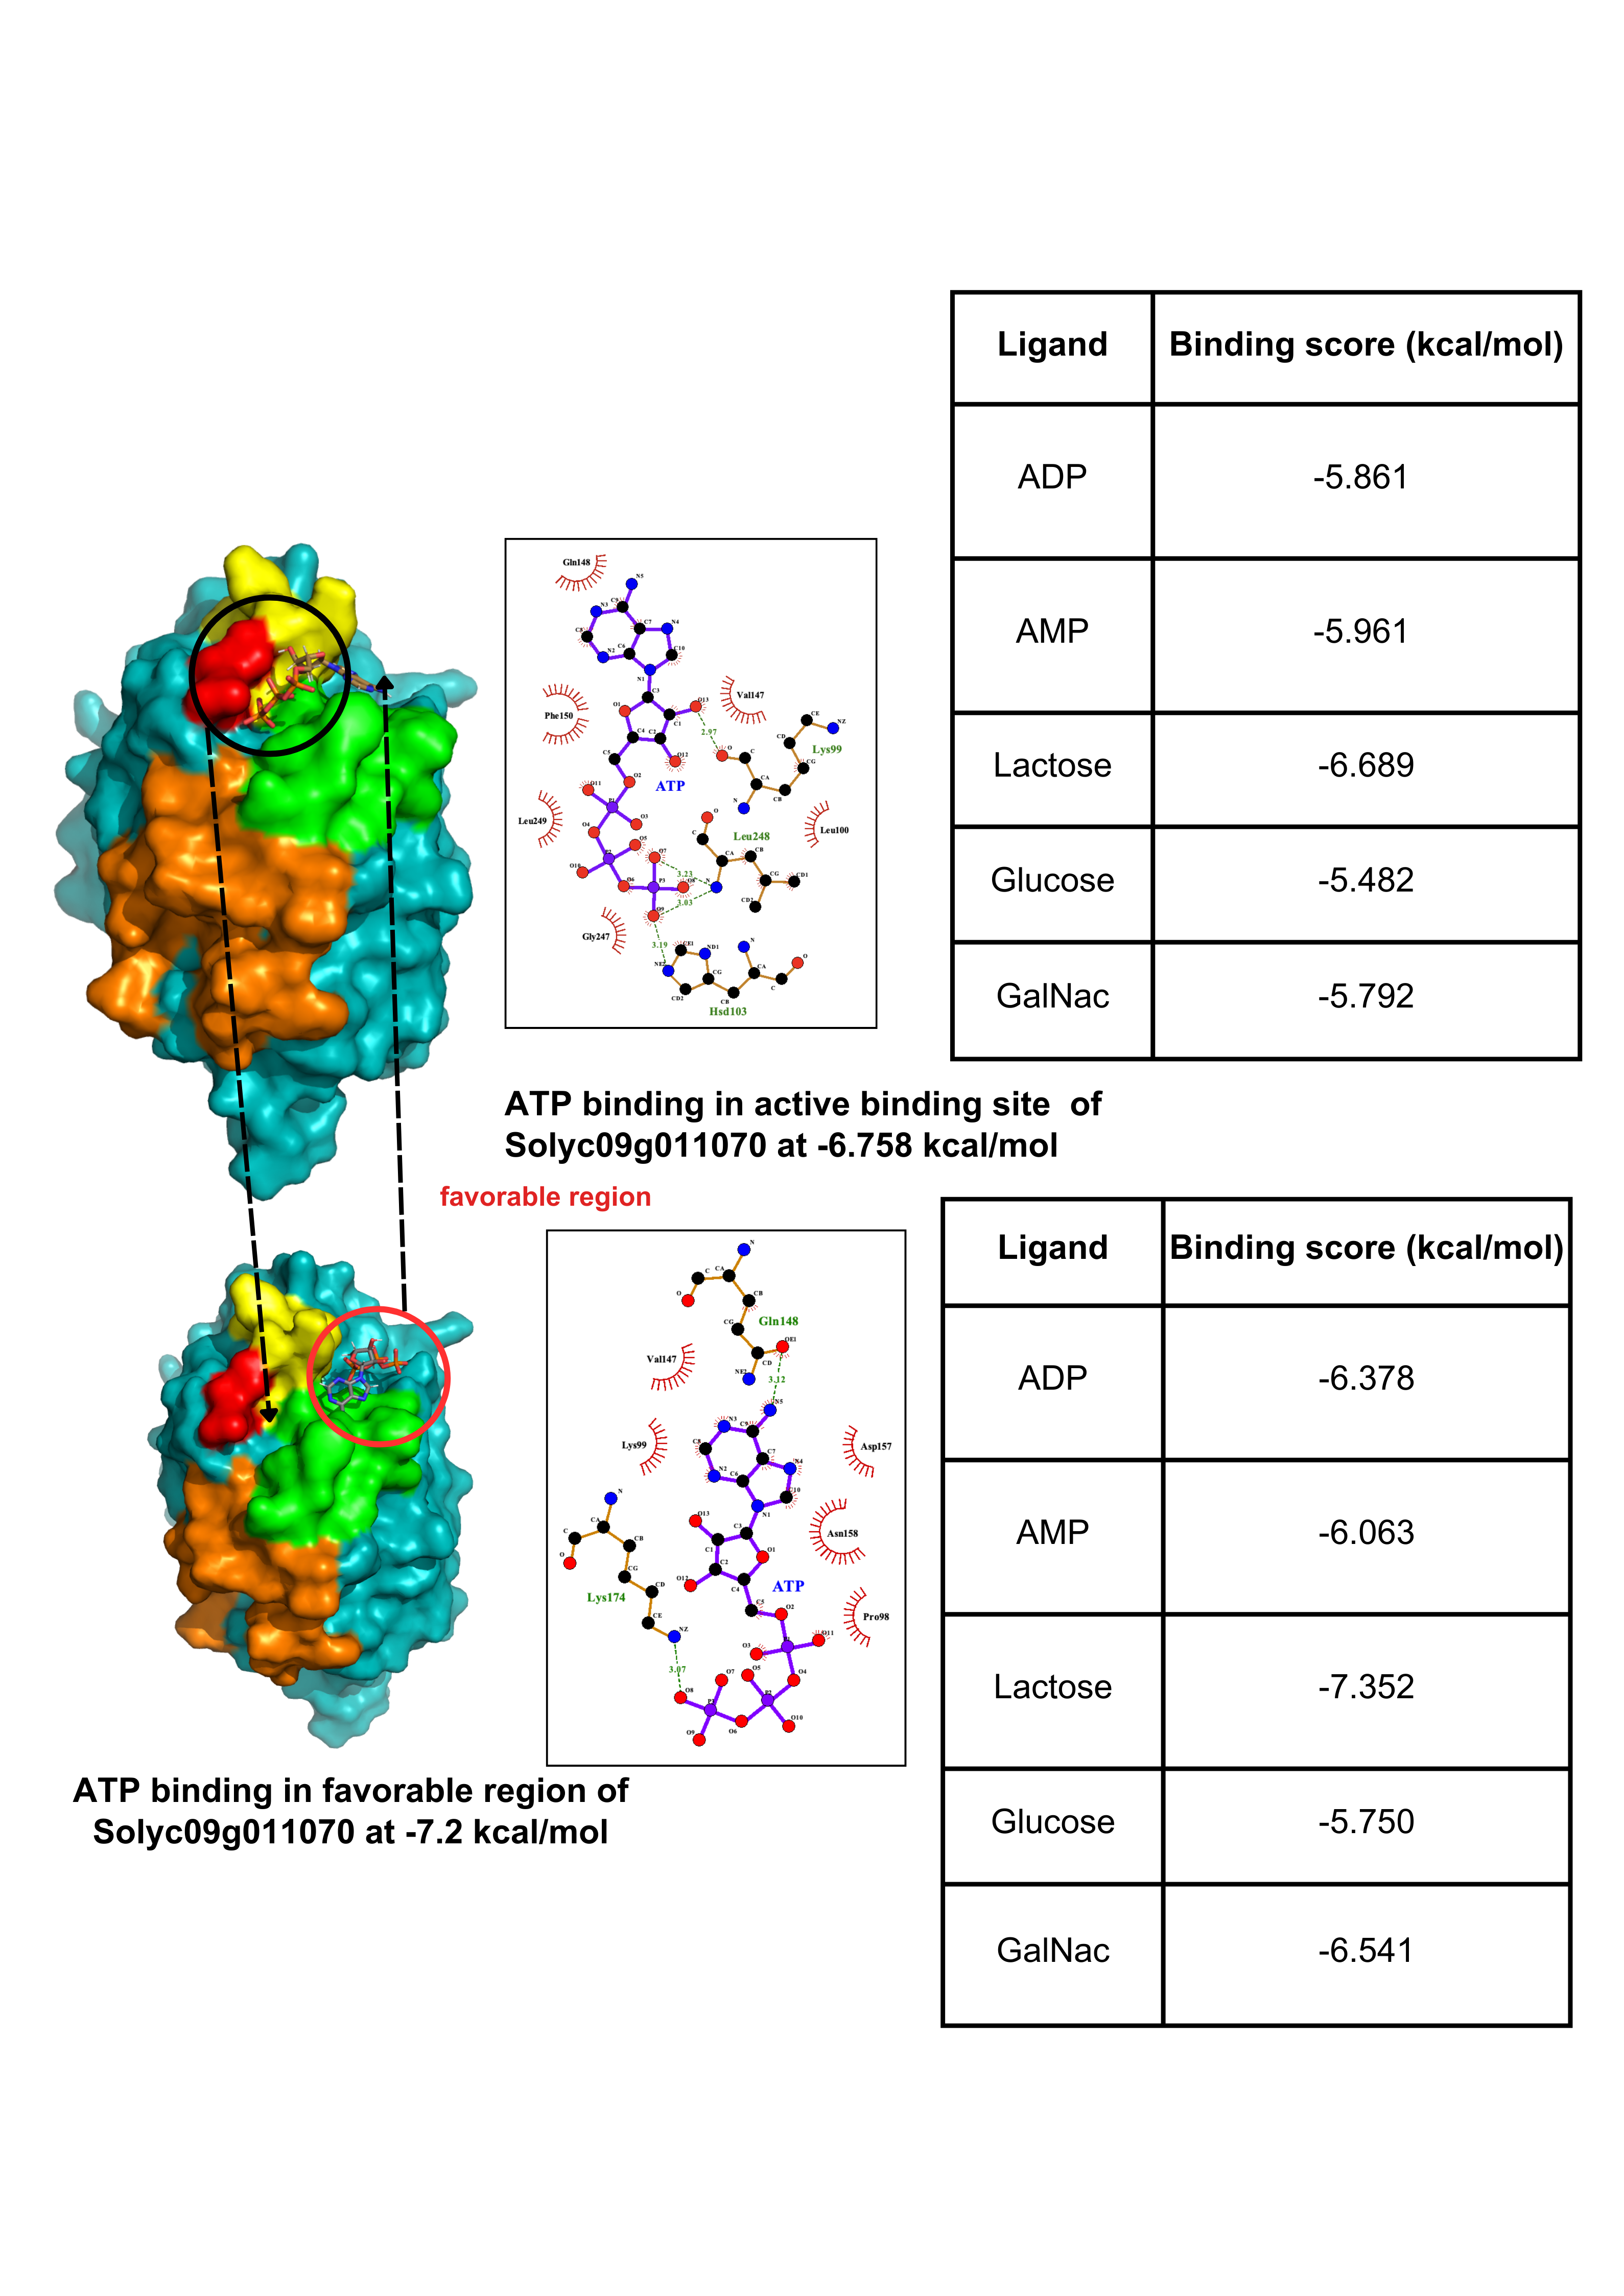 Ligand Binding score (kcal/mol)
ADP -5.861
AMP -5.961
Lactose -6.689
Glucose -5.482
GalNac -5.792
Gln148
N5
N3 C9
C7 N4
C8
N2 C6 C10
N1
C3
Val147
O1 O13
Phe150
C1
C4 C2
2.97
CE NZ
CD
Lys99
O C
CG
C5 O12
CA
CB
O2
ATP
N
O11
P1
Leu249
O3
O
Leu248
Leu100
O4
O5
C
CA CB
P2 O7
3.23
CG CD1
O10
O6 P3 O8 N
CD2
3.03
O9
Gly247
3.19
CE1 ND1 N
O
NE2
CG CA
C
CD2
CB
Hsd103
ATP binding in active binding site of
Solyc09g011070 at -6.758 kcal/mol
favorable region
Ligand Binding score (kcal/mol)
ADP -6.378
AMP -6.063
Lactose -7.352
Glucose -5.750
GalNac -6.541
N
C CA
O CB
CG
Gln148
OE1
Val147
CD
NE2
3.12
N5
N3 C9
Lys99
C8
Asp157
C7 N4
N2 C6
C10
N
N1
O13
CA
C3
Asn158
C CB
C1
O1
O
C2
CG
CD
O12 C4
ATP
Lys174
C5
O2
Pro98
CE
NZ
O11
P1
O3
3.07
O7 O5 O4
O8
P3 P2
O10
O9 O6
ATP binding in favorable region of
Solyc09g011070 at -7.2 kcal/mol